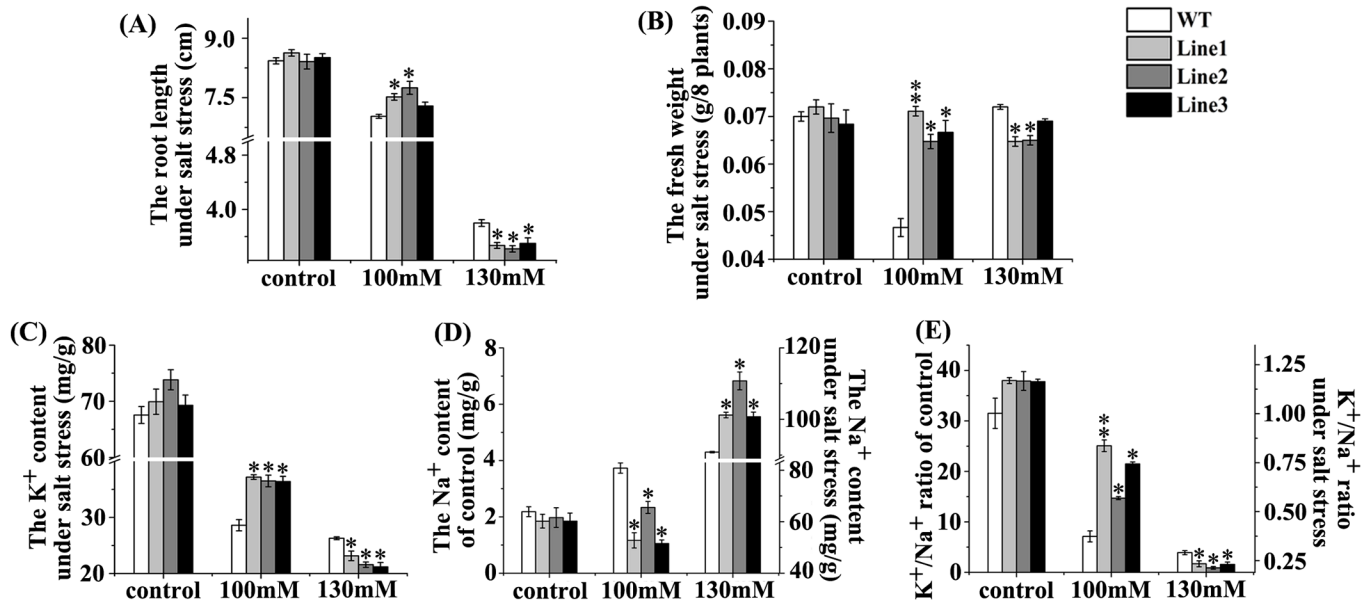 (A)
The root length
under salt stress (cm)
9.0
7.5
4.8
4.0
* *
* * *
control 100mM 130mM
(B)
The fresh weight
under salt stress (g/8 plants)
0.09
0.08
0.07
0.06
0.05
0.04
**
* *
* *
control 100mM 130mM
WT
Line1
Line2
Line3
(C)
The K+ content
under salt stress (mg/g)
80
70
60
30
20
* * *
* * *
control 100mM 130mM
(D)
The Na+ content
of control (mg/g)
8
6
4
2
0
* * *
* * *
control 100mM 130mM
120
100
80
60
40
The Na+ content
under salt stress (mg/g)
(E)
K+/Na+ ratio of control
40
30
20
10
0
**
* *
* * *
control 100mM 130mM
1.25
1.00
0.75
0.50
0.25
K+/Na+ ratio
under salt stress